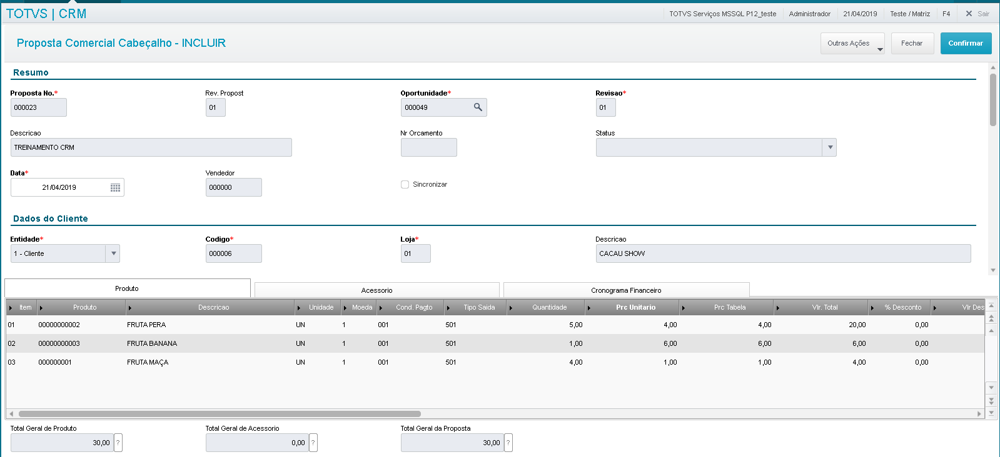 TOTVS | CRM
TOTVS Serviços MSSQL P12_teste Administrador 21/04/2019 Teste / Matriz F4 Sair
Proposta Comercial Cabeçalho - INCLUIR
Outras Ações Fechar Confirmar
Resumo
Proposta No.* Rev. Propost Oportunidade* Revisao*
000023 01 000049 01
Descricao Nr Orcamento Status
TREINAMENTO CRM
Data* Vendedor
21/04/2019 000000 Sincronizar
Dados do Cliente
Entidade* Codigo* Loja* Descricao
1 - Cliente 000006 01 CACAU SHOW
Produto Acessorio Cronograma Financeiro
Item Produto Descricao Unidade Moeda Cond. Pagto Tipo Saida Quantidade Prc Unitario Prc Tabela Vlr. Total % Desconto Vlr Des
01 00000000002 FRUTA PERA UN 1 001 501 5,00 4,00 4,00 20,00 0,00
02 00000000003 FRUTA BANANA UN 1 001 501 1,00 6,00 6,00 6,00 0,00
03 000000001 FRUTA MAÇA UN 1 001 501 4,00 1,00 1,00 4,00 0,00
Total Geral de Produto Total Geral de Acessorio Total Geral da Proposta
30,00 ? 0,00 ? 30,00 ?